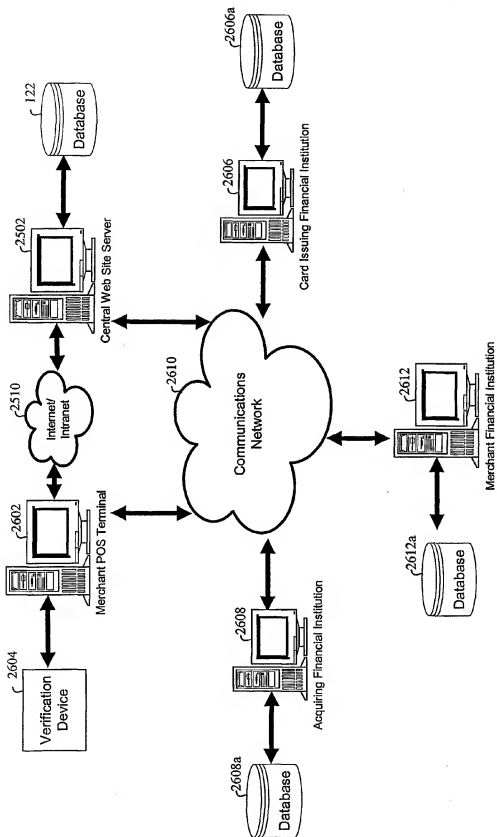 2604
Verification
Device
2602
Merchant POS Terminal
2510
Internet/
Intranet
2502
Central Web Site Server
122
Database
2610
Communications
Network
2608a
Database
2608
Acquiring Financial Institution
2606
Card Issuing Financial Institution
2606a
Database
2612a
Database
2612
Merchant Financial Institution